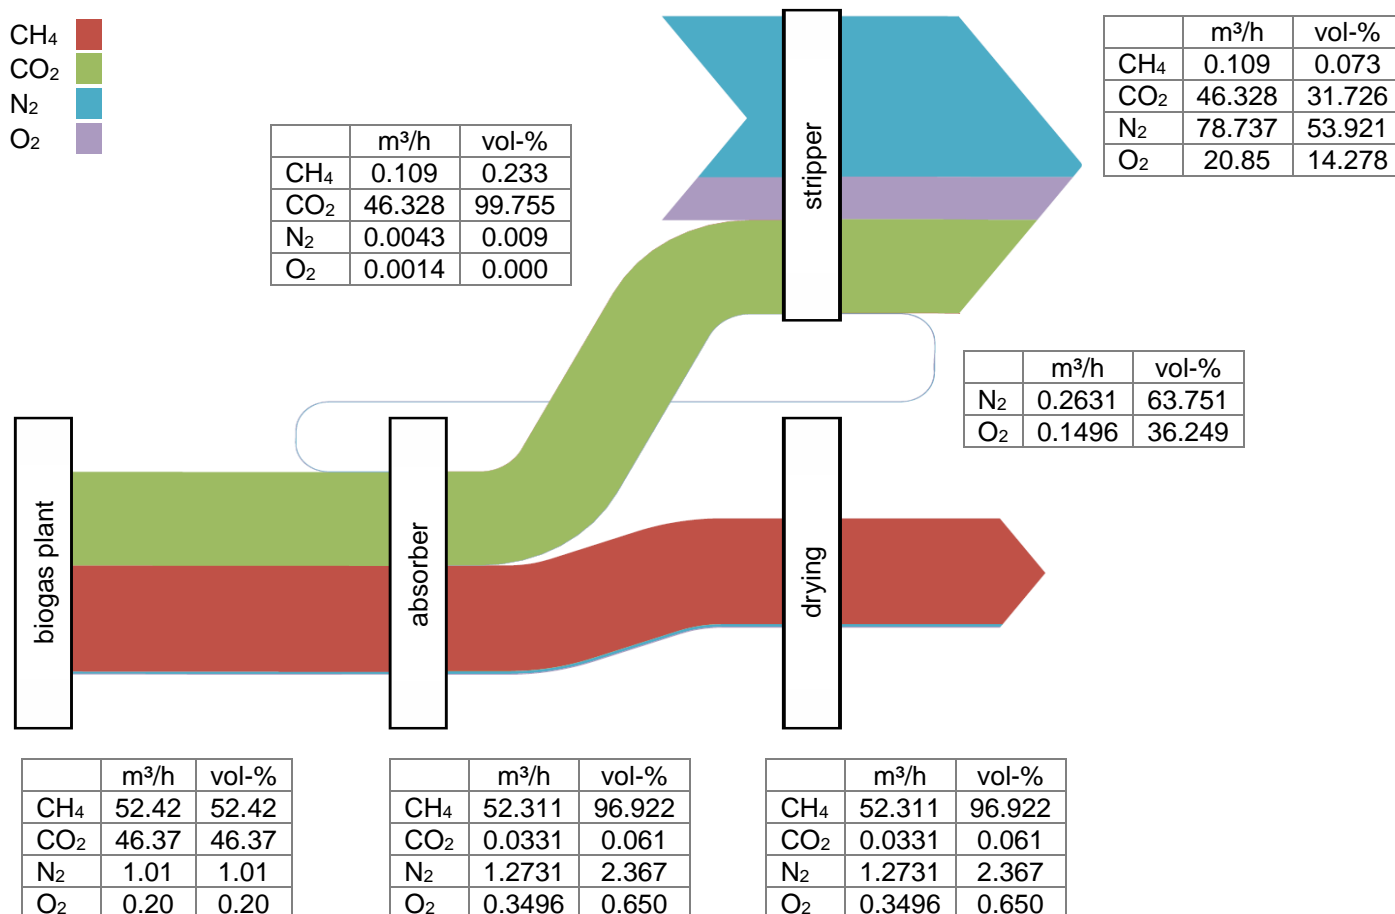 CH4
CO2
N2
O2
m³/h vol-%
CH4 0.109 0.233
CO2 46.328 99.755
N2 0.0043 0.009
O2 0.0014 0.000
stripper
m³/h vol-%
CH4 0.109 0.073
CO2 46.328 31.726
N2 78.737 53.921
O2 20.85 14.278
m³/h vol-%
N2 0.2631 63.751
O2 0.1496 36.249
biogas plant
absorber
drying
m³/h vol-%
CH4 52.42 52.42
CO2 46.37 46.37
N2 1.01 1.01
O2 0.20 0.20
m³/h vol-%
CH4 52.311 96.922
CO2 0.0331 0.061
N2 1.2731 2.367
O2 0.3496 0.650
m³/h vol-%
CH4 52.311 96.922
CO2 0.0331 0.061
N2 1.2731 2.367
O2 0.3496 0.650